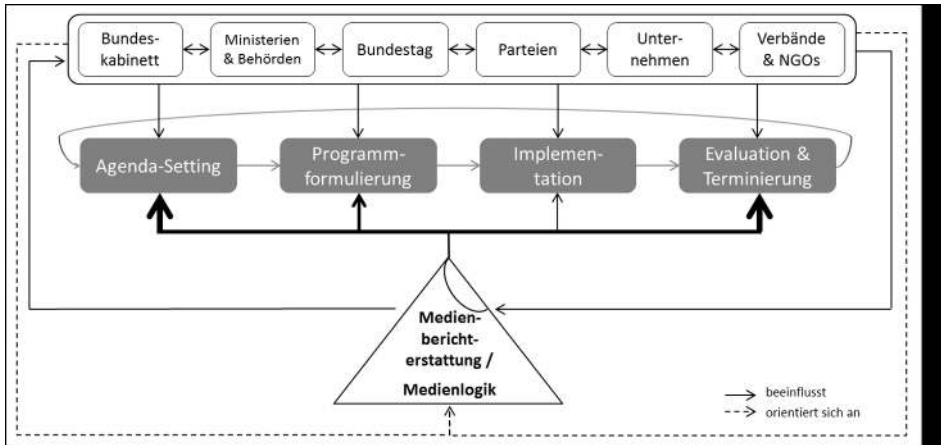 Bundes-
kabinett
Ministerien
& Behörden
Bundestag
Parteien
Unter-
nehmen
Verbände
& NGOs
Agenda-Setting
Programm-
formulierung
Implemen-
tation
Evaluation &
Terminierung
Medien-
bericht-
erstattung /
Medienlogik
beeinflusst
orientiert sich an